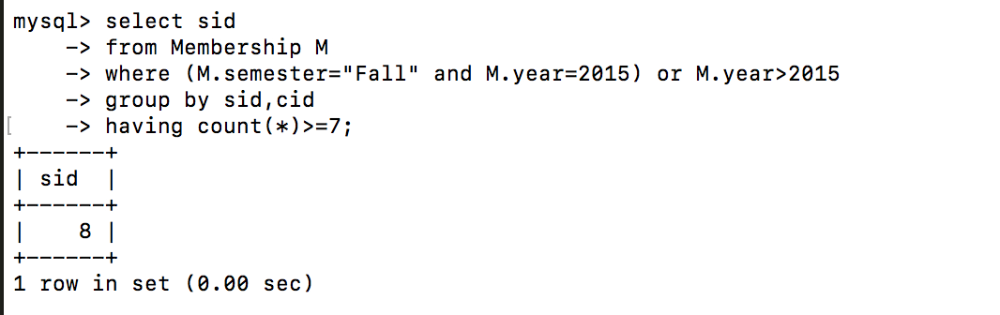 mysql> select sid
    -> from Membership M
    -> where (M.semester="Fall" and M.year=2015) or M.year>2015
    -> group by sid,cid
[    -> having count(*)>=7;
+------+
| sid  |
+------+
|    8 |
+------+
1 row in set (0.00 sec)